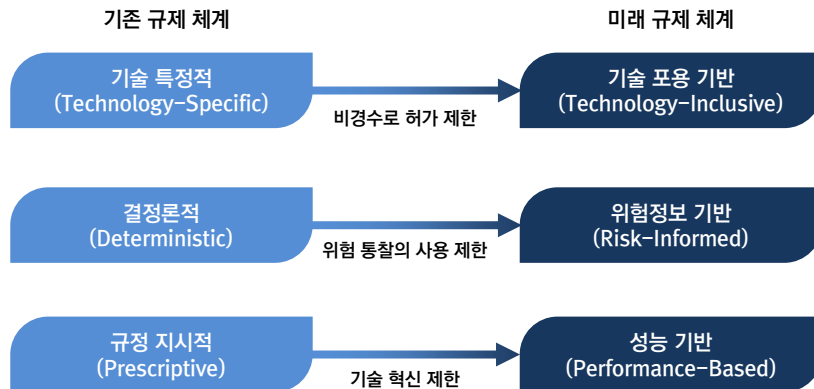 기존 규제 체계
미래 규제 체계
기술 특정적
(Technology-Specific)
비경수로 허가 제한
기술 포용 기반
(Technology-Inclusive)
결정론적
(Deterministic)
위험 통찰의 사용 제한
위험정보 기반
(Risk-Informed)
규정 지시적
(Prescriptive)
기술 혁신 제한
성능 기반
(Performance-Based)